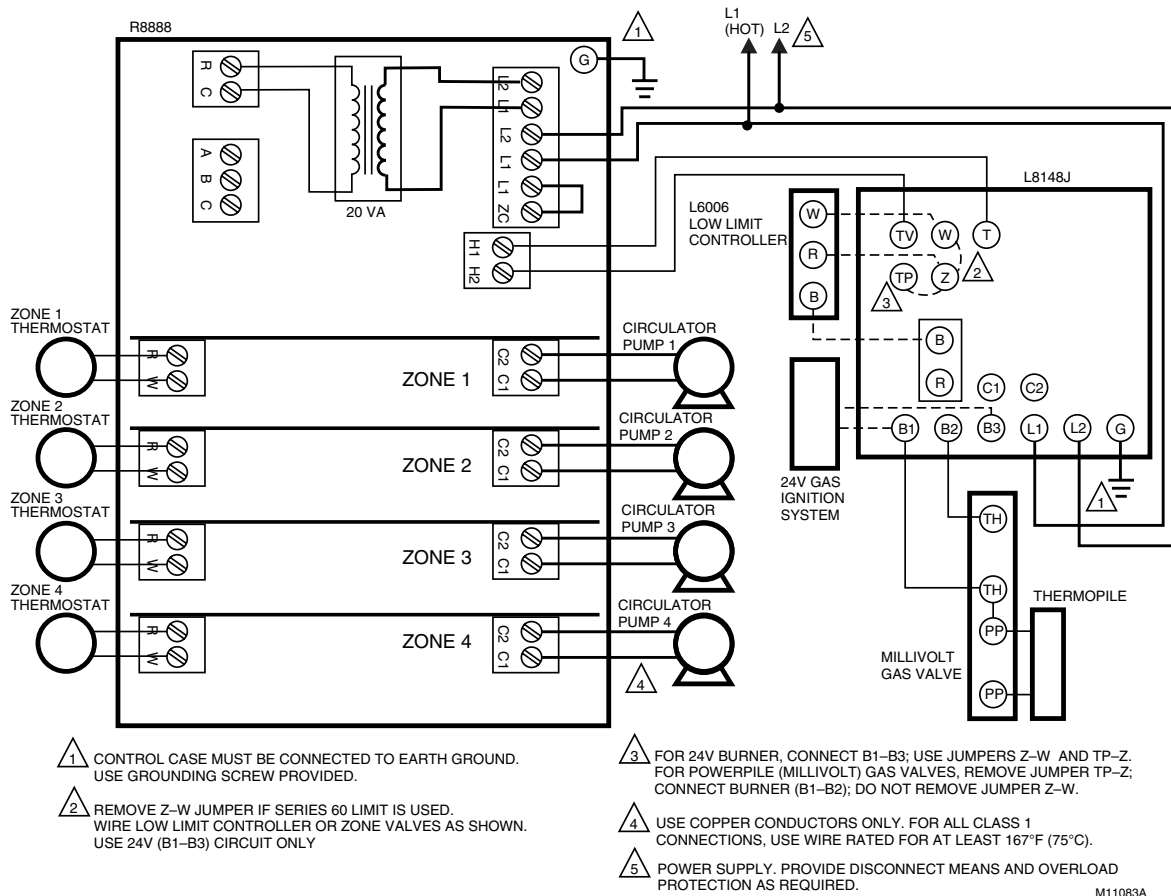 R8888
1
L1
(HOT)
L2
5
R
C
A
B
C
20 VA
L2
L1
L2
L1
L1
ZC
G
H1
H2
L6006
LOW LIMIT
CONTROLLER
W
R
B
L8148J
TV
W
T
TP
Z
2
3
B
R
C1
C2
B1
B2
B3
L1
L2
G
1
24V GAS
IGNITION
SYSTEM
TH
TH
PP
PP
THERMOPILE
MILLIVOLT
GAS VALVE
ZONE 1
THERMOSTAT
R
W
ZONE 1
C2
C1
CIRCULATOR
PUMP 1
ZONE 2
THERMOSTAT
R
W
ZONE 2
C2
C1
CIRCULATOR
PUMP 2
ZONE 3
THERMOSTAT
R
W
ZONE 3
C2
C1
CIRCULATOR
PUMP 3
ZONE 4
THERMOSTAT
R
W
ZONE 4
C2
C1
CIRCULATOR
PUMP 4
4
1 CONTROL CASE MUST BE CONNECTED TO EARTH GROUND.
USE GROUNDING SCREW PROVIDED.
2 REMOVE Z–W JUMPER IF SERIES 60 LIMIT IS USED.
WIRE LOW LIMIT CONTROLLER OR ZONE VALVES AS SHOWN.
USE 24V (B1–B3) CIRCUIT ONLY
3 FOR 24V BURNER, CONNECT B1–B3; USE JUMPERS Z–W AND TP–Z.
FOR POWERPILE (MILLIVOLT) GAS VALVES, REMOVE JUMPER TP–Z;
CONNECT BURNER (B1–B2); DO NOT REMOVE JUMPER Z–W.
4 USE COPPER CONDUCTORS ONLY. FOR ALL CLASS 1
CONNECTIONS, USE WIRE RATED FOR AT LEAST 167°F (75°C).
5 POWER SUPPLY. PROVIDE DISCONNECT MEANS AND OVERLOAD
PROTECTION AS REQUIRED.
M11083A